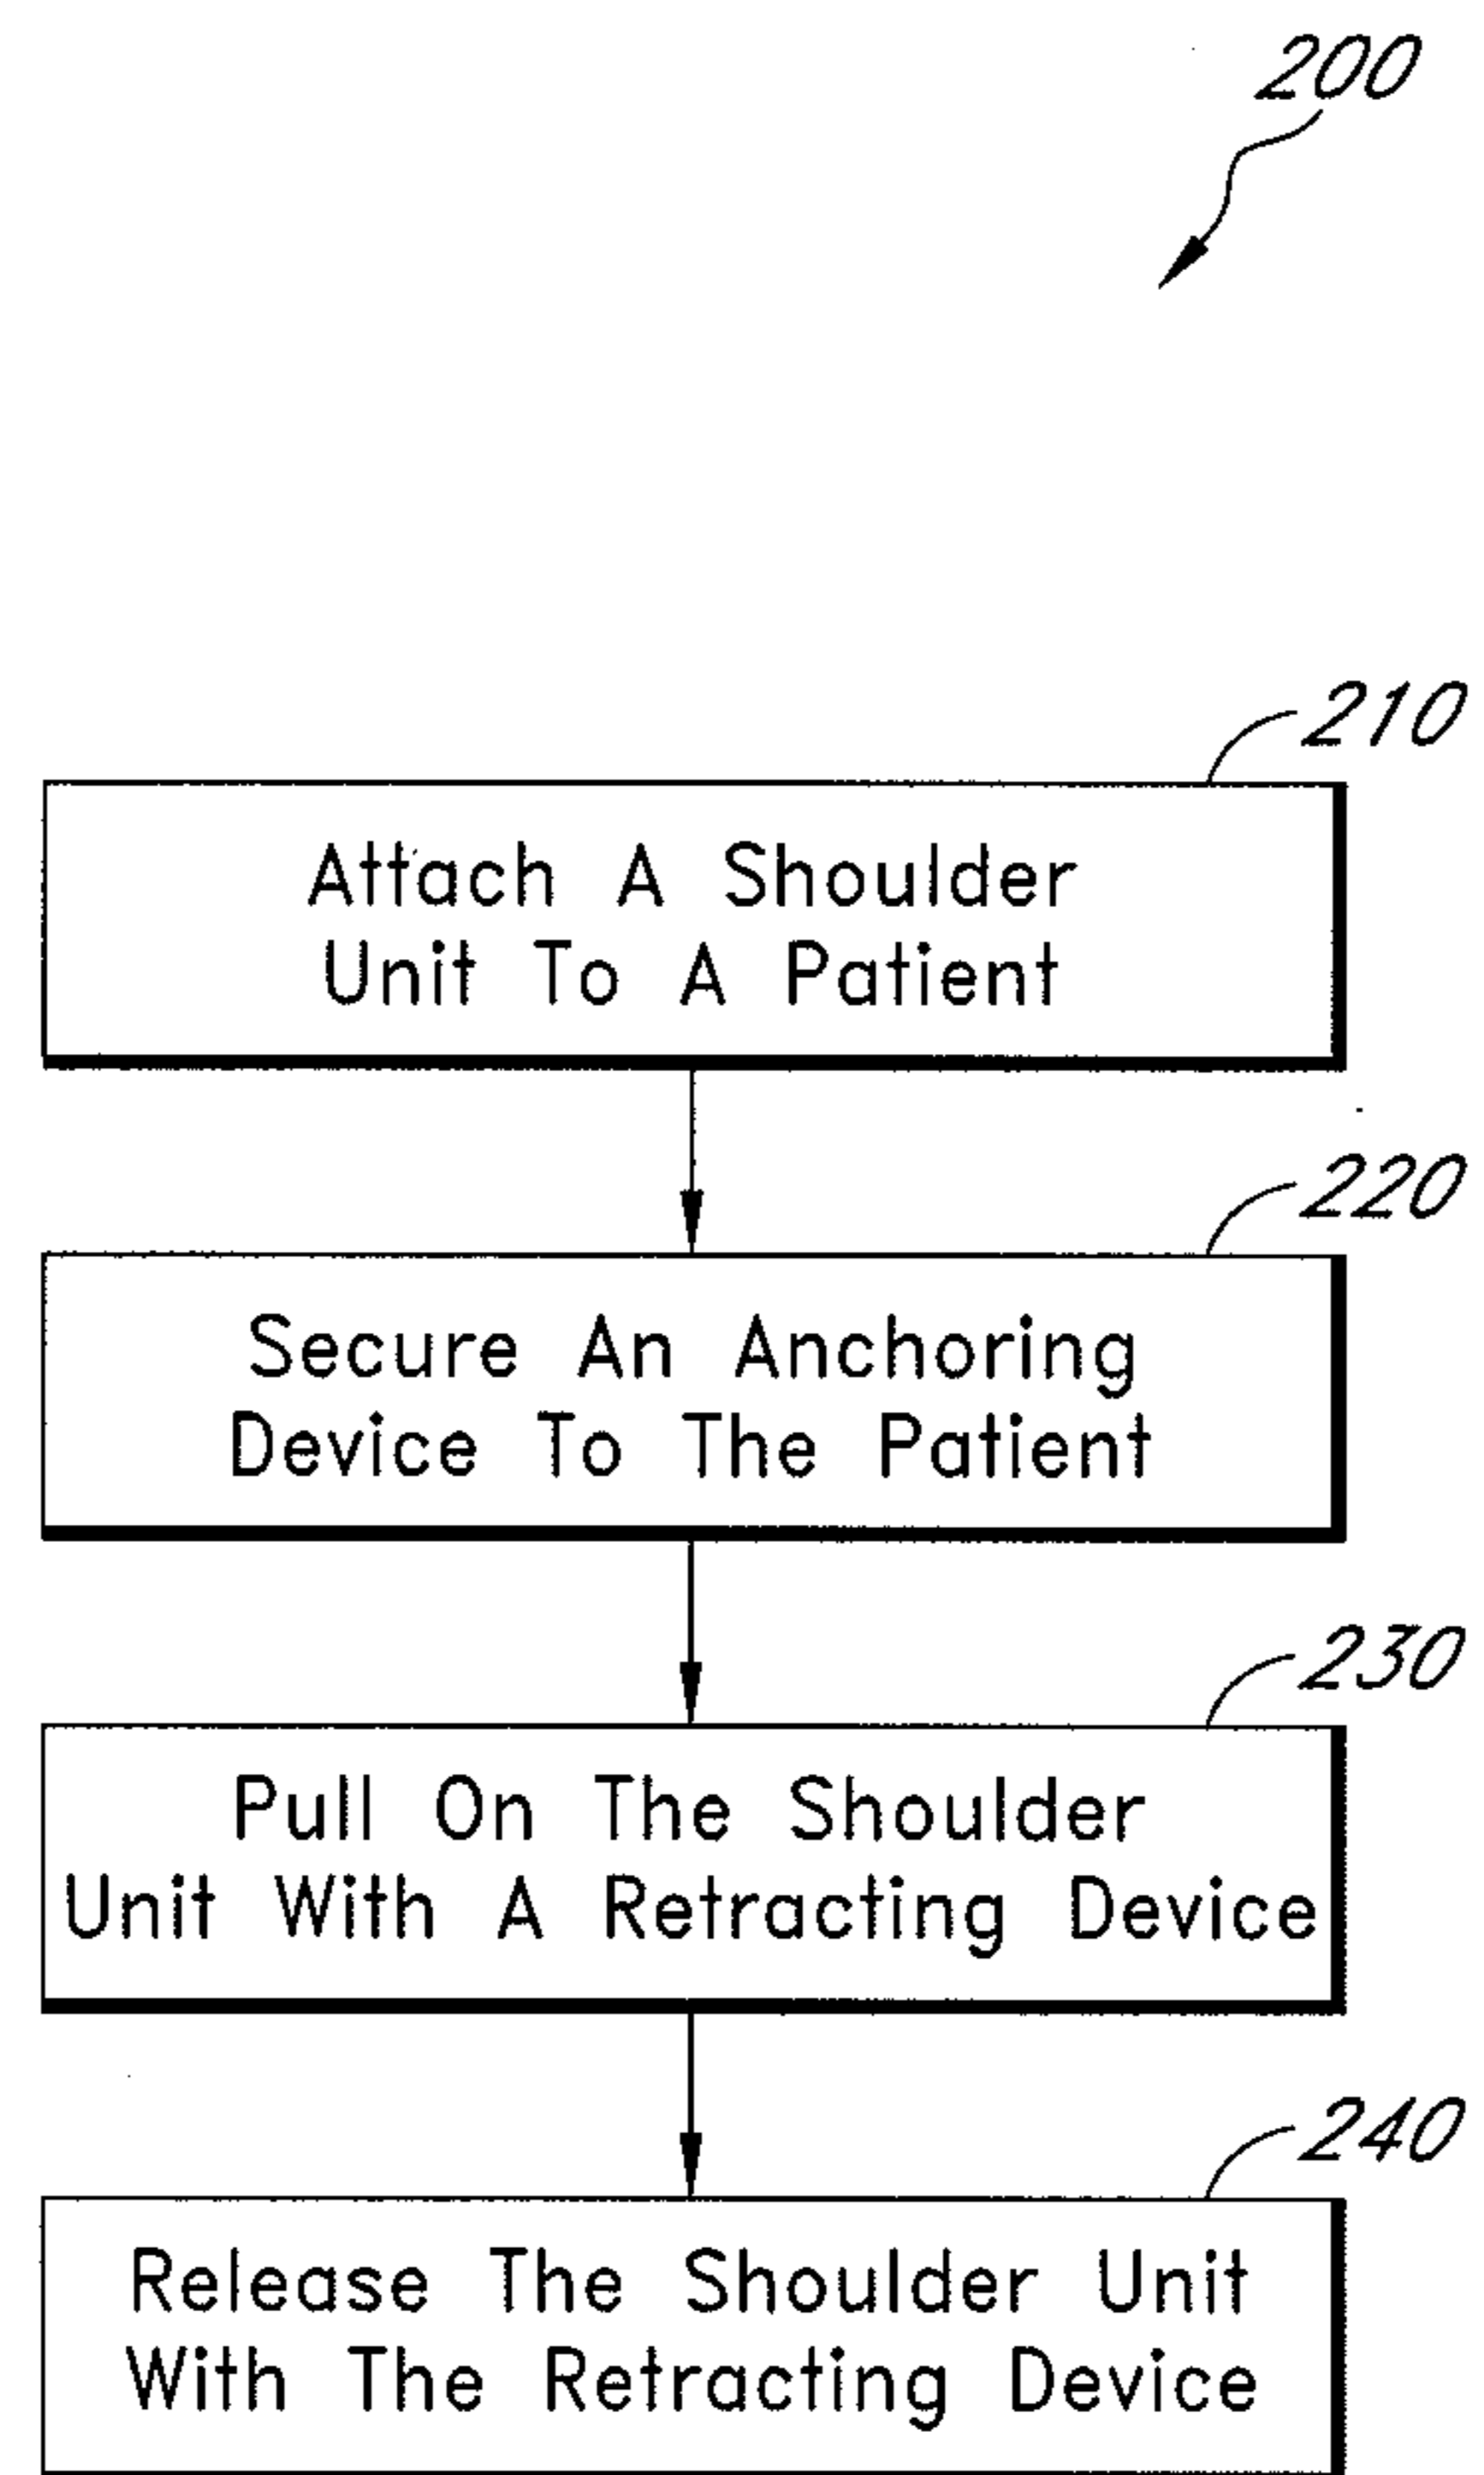 200
210
Attach A Shoulder
Unit To A Patient
220
Secure An Anchoring
Device To The Patient
230
Pull On The Shoulder
Unit With A Retracting Device
240
Release The Shoulder Unit
With The Retracting Device